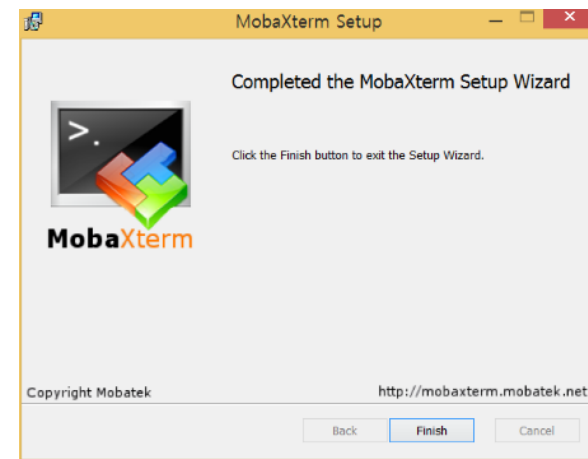 MobaXterm Setup
Completed the MobaXterm Setup Wizard
Click the Finish button to exit the Setup Wizard.
>.
MobaXterm
Copyright Mobatek
http://mobaxterm.mobatek.net
Back
Finish
Cancel